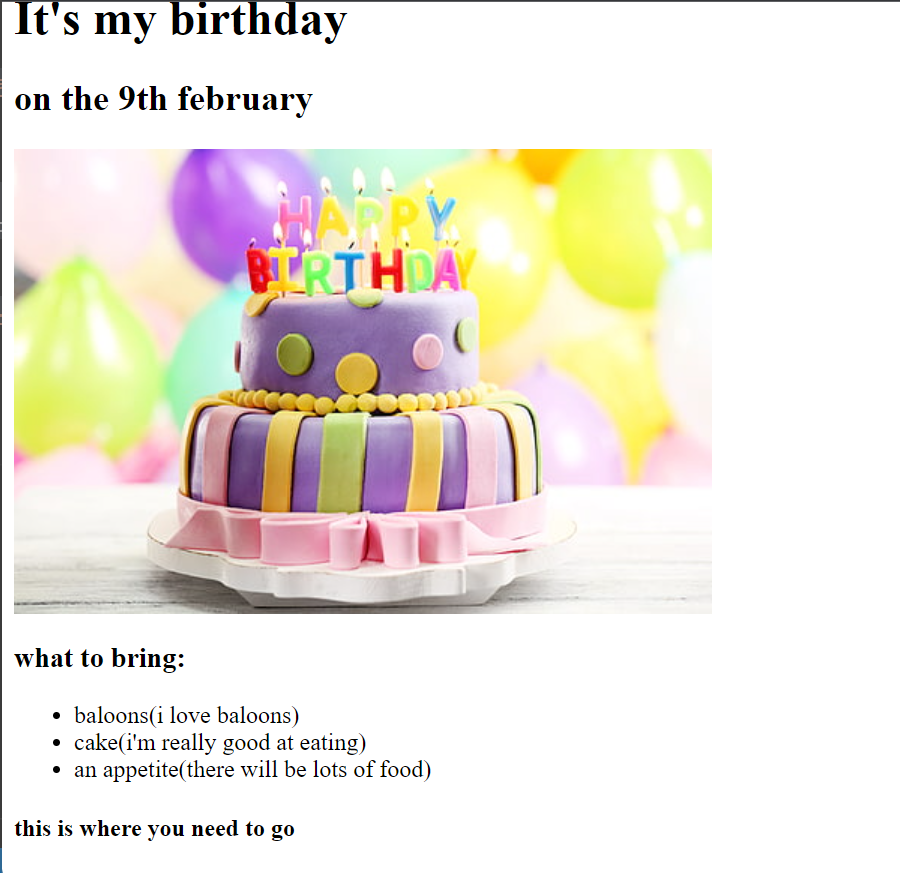 It's my birthday
on the 9th february
HAPPY
BIRTHDAY
what to bring:
baloons(i love baloons)
cake(i'm really good at eating)
an appetite(there will be lots of food)
this is where you need to go